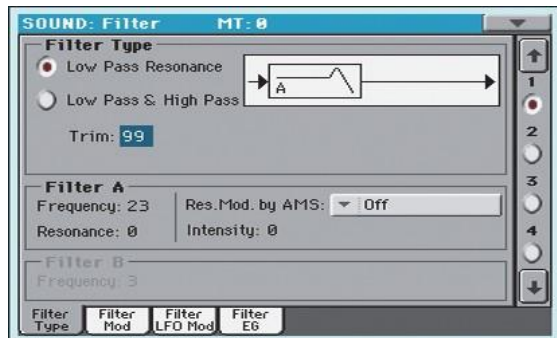 SOUND: Filter MT:0
Filter Type
Low Pass Resonance
Low Pass & High Pass
A
Trim: 99
Filter A
Frequency: 23 Res.Mod. by AMS: Off
Resonance: 0 Intensity: 0
Filter B
Frequency: 3
1
2
3
4
Filter Type Filter Mod Filter LFO Mod Filter EG